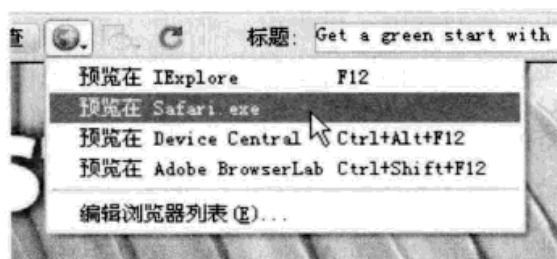 查 标题: Get a green start with
预览在 IExplore F12
预览在 Safari.exe
预览在 Device Central Ctrl+Alt+F12
预览在 Adobe BrowserLab Ctrl+Shift+F12
编辑浏览器列表(E)...